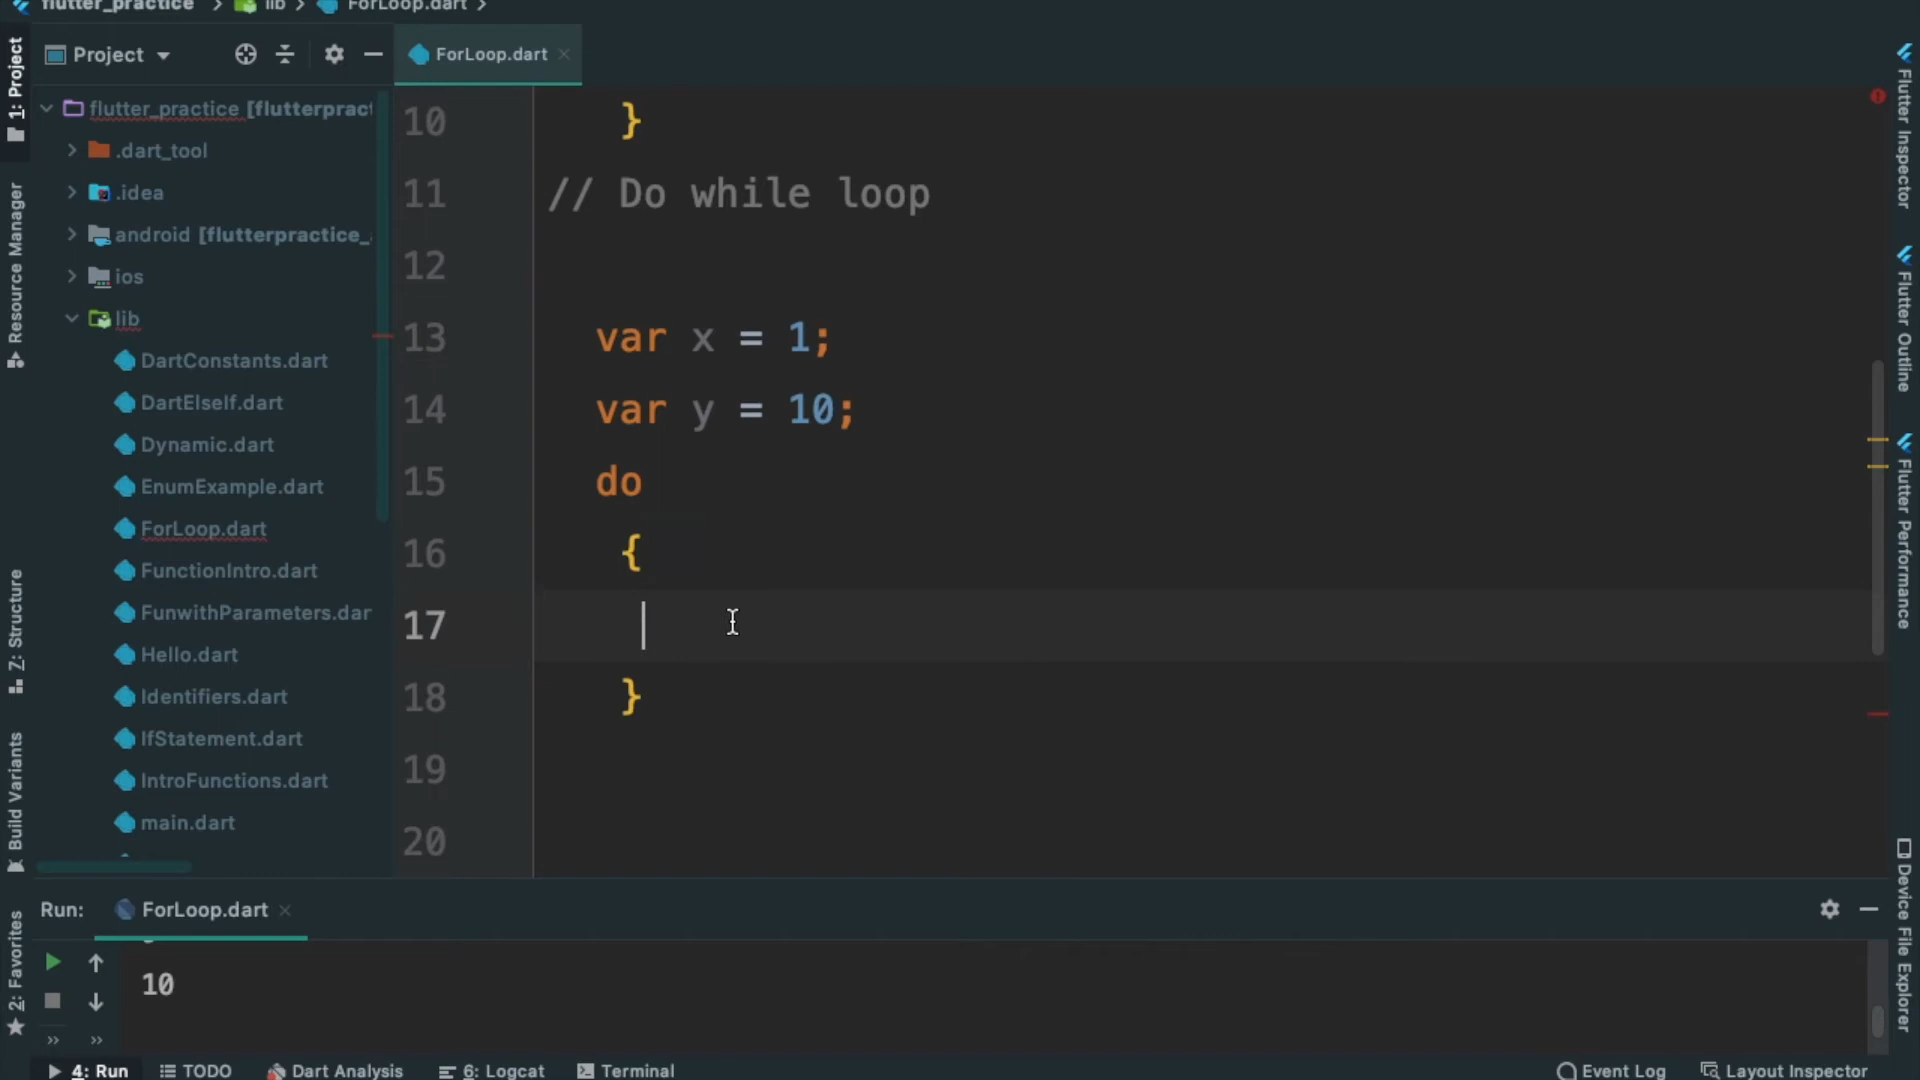 flutter_practice > lib > ForLoop.dart >
1: Project
Resource Manager
Z: Structure
Build Variants
2: Favorites
Project
flutter_practice [flutterpract
.dart_tool
.idea
android [flutterpractice_
ios
lib
DartConstants.dart
DartElseIf.dart
Dynamic.dart
EnumExample.dart
ForLoop.dart
FunctionIntro.dart
FunwithParameters.dar
Hello.dart
Identifiers.dart
IfStatement.dart
IntroFunctions.dart
main.dart
ForLoop.dart
10 }
11 // Do while loop
12
13 var x = 1;
14 var y = 10;
15 do
16 {
17
18 }
19
20
Flutter Inspector
Flutter Outline
Flutter Performance
Device File Explorer
Run: ForLoop.dart
10
4: Run TODO Dart Analysis 6: Logcat Terminal Event Log Layout Inspector